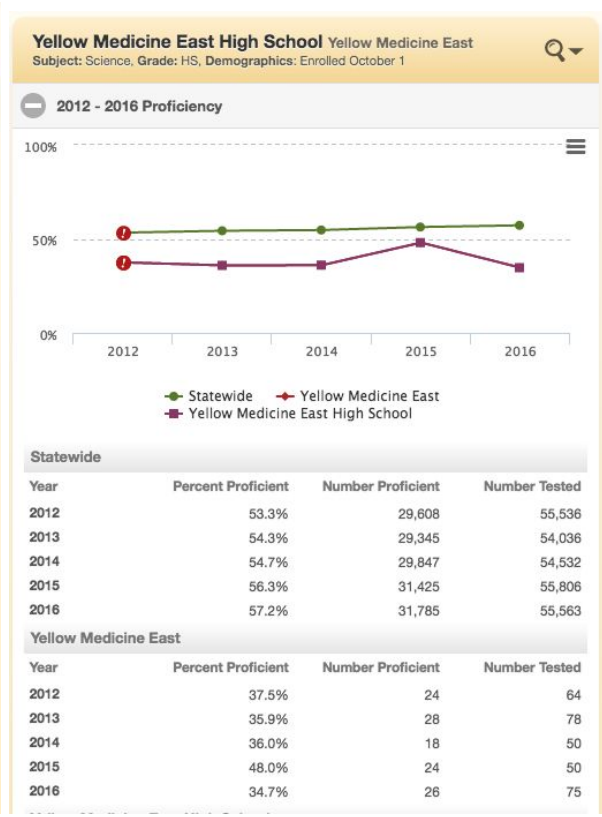 Yellow Medicine East High School Yellow Medicine East
Subject: Science, Grade: HS, Demographics: Enrolled October 1
2012 - 2016 Proficiency
100%
50%
0%
2012 2013 2014 2015 2016
Statewide Yellow Medicine East
Yellow Medicine East High School
Statewide
Year Percent Proficient Number Proficient Number Tested
2012 53.3% 29,608 55,536
2013 54.3% 29,345 54,036
2014 54.7% 29,847 54,532
2015 56.3% 31,425 55,806
2016 57.2% 31,785 55,563
Yellow Medicine East
Year Percent Proficient Number Proficient Number Tested
2012 37.5% 24 64
2013 35.9% 28 78
2014 36.0% 18 50
2015 48.0% 24 50
2016 34.7% 26 75